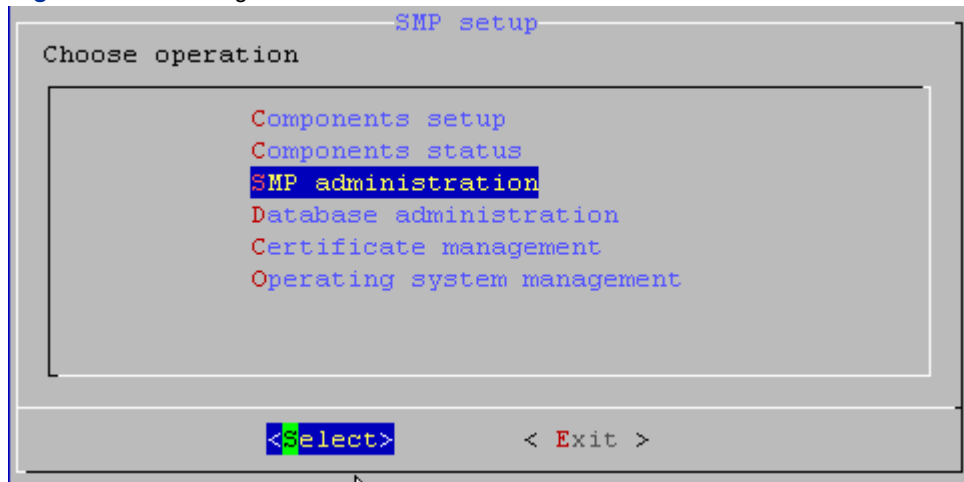 SMP setup
Choose operation
Components setup
Components status
SMP administration
Database administration
Certificate management
Operating system management
<Select> < Exit >